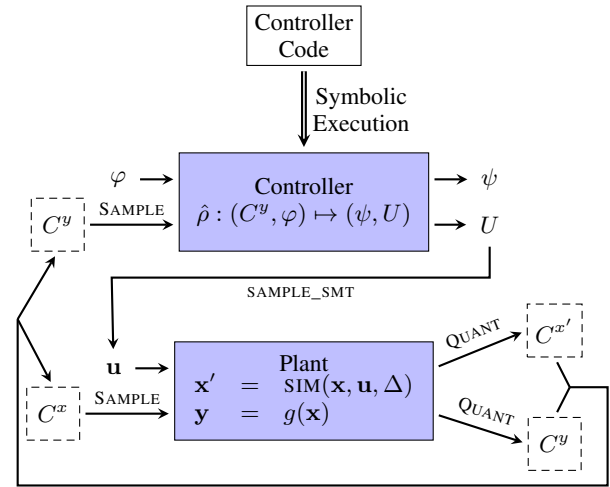 Controller
Code
Symbolic
Execution
φ
Controller
ψ
SAMPLE
C^y
ρ̂ : (C^y, φ) ↦ (ψ, U)
U
SAMPLE_SMT
QUANT
C^x'
u
Plant
x' = SIM(x, u, Δ)
SAMPLE
C^x
y = g(x)
QUANT
C^y